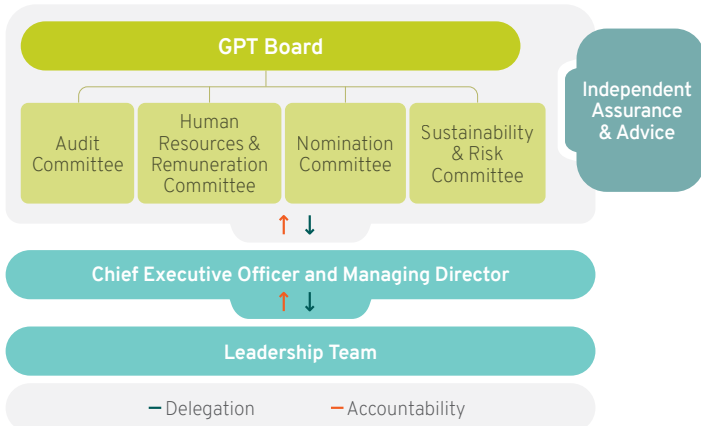 GPT Board
Independent
Assurance
& Advice
Audit
Committee
Human
Resources &
Remuneration
Committee
Nomination
Committee
Sustainability
& Risk
Committee
↑ ↓
Chief Executive Officer and Managing Director
↑ ↓
Leadership Team
– Delegation – Accountability